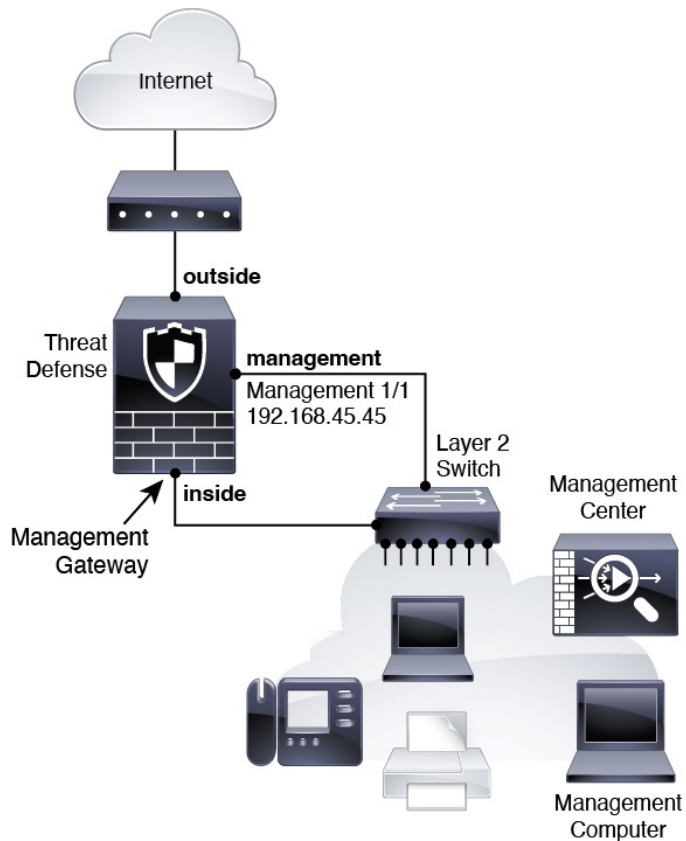 Internet
outside
Threat
Defense
management
Management 1/1
192.168.45.45
Layer 2
Switch
Management
Center
inside
Management
Gateway
Management
Computer